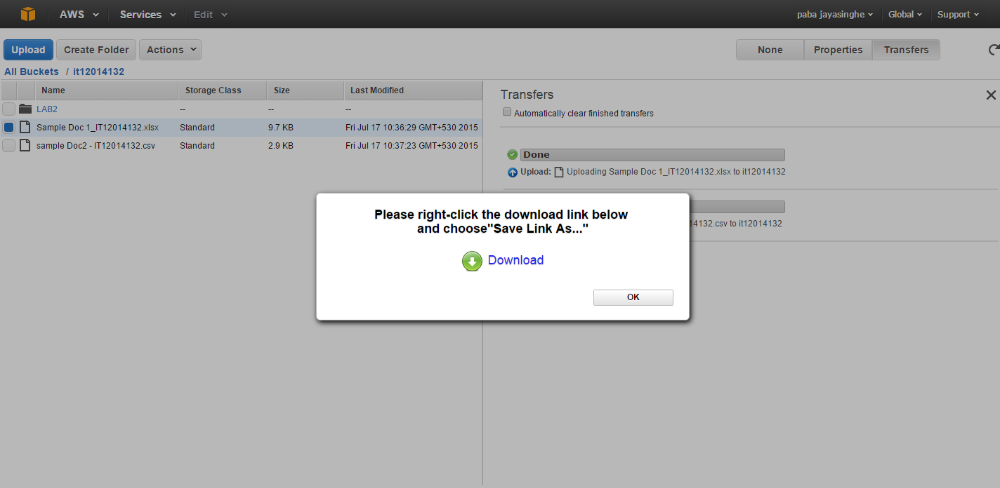 AWS Services Edit paba jayasinghe Global Support
Upload Create Folder Actions None Properties Transfers
All Buckets / it12014132
Name Storage Class Size Last Modified
LAB2 -- -- --
Sample Doc 1_IT12014132.xlsx Standard 9.7 KB Fri Jul 17 10:36:29 GMT+530 2015
sample Doc2 - IT12014132.csv Standard 2.9 KB Fri Jul 17 10:37:23 GMT+530 2015
Transfers
Automatically clear finished transfers
Done
Upload: Uploading Sample Doc 1_IT12014132.xlsx to it12014132
14132.csv to it12014132
Please right-click the download link below
and choose"Save Link As..."
Download
OK